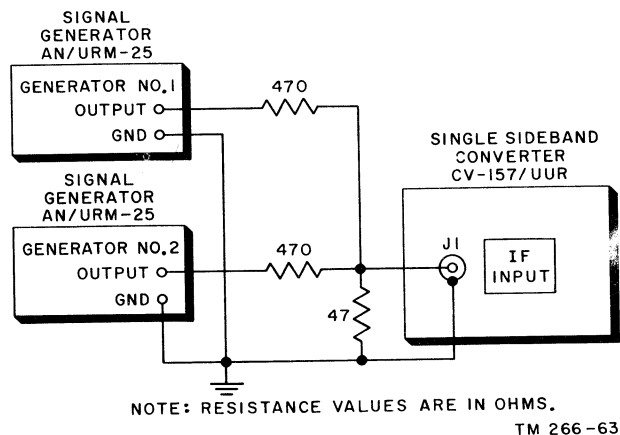 SIGNAL
GENERATOR
AN/URM-25
GENERATOR NO.1
OUTPUT
GND
470
SIGNAL
GENERATOR
AN/URM-25
GENERATOR NO.2
OUTPUT
GND
470
47
SINGLE SIDEBAND
CONVERTER
CV-157/UUR
J1
IF
INPUT
NOTE: RESISTANCE VALUES ARE IN OHMS.
TM 266-63